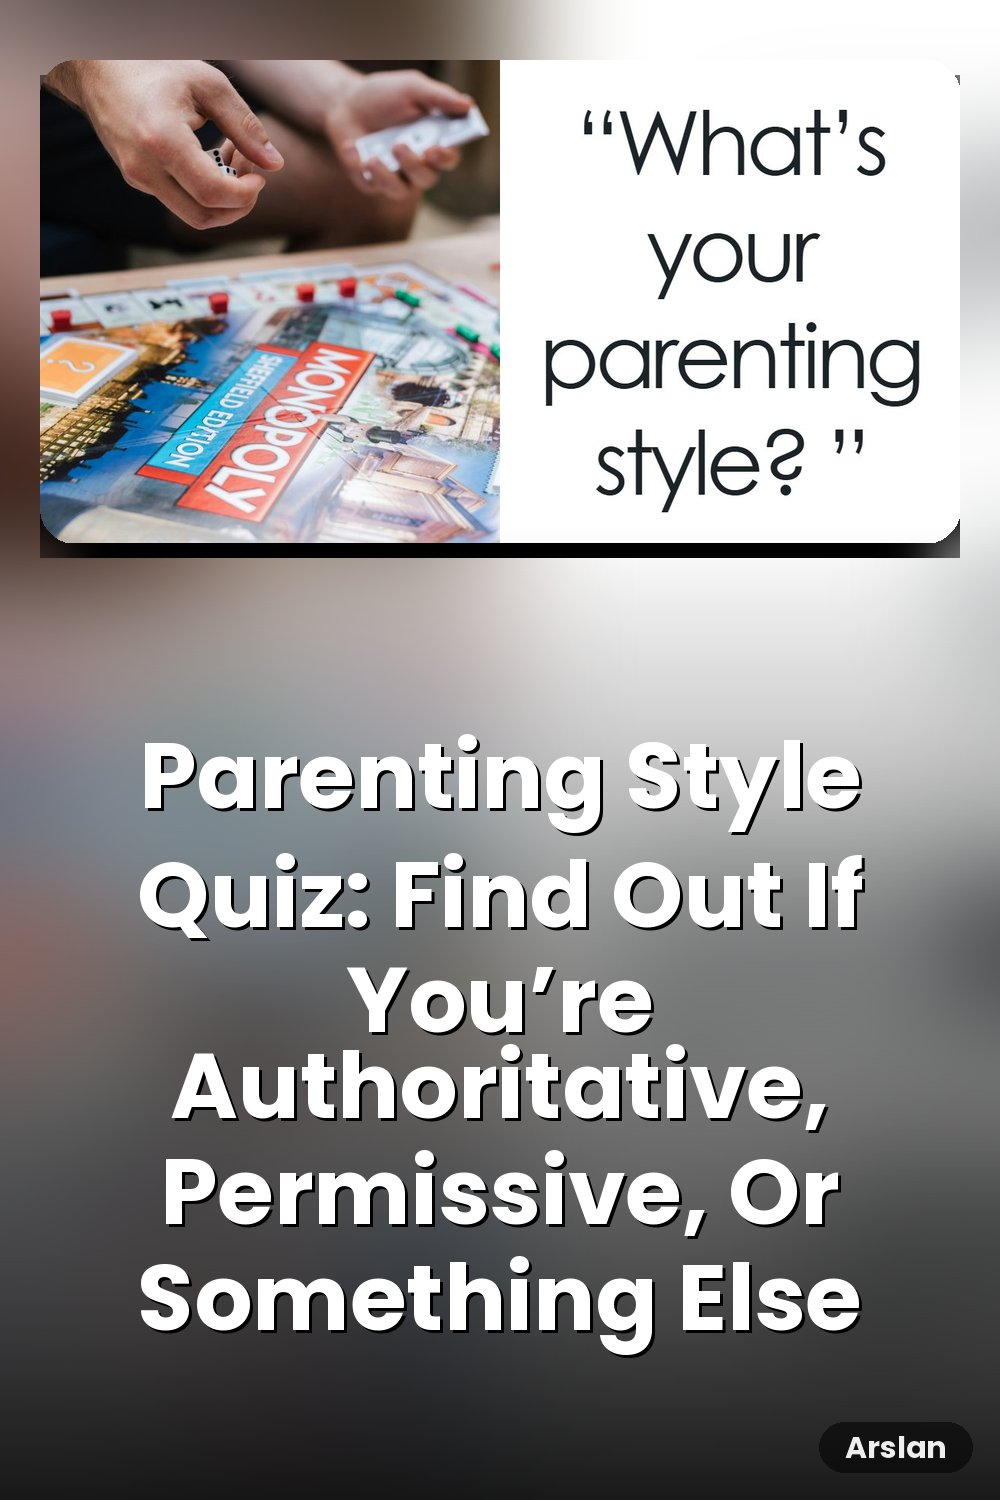 “What’s
your
parenting
style? ”
?
MONOPOLY
SHEFFIELD EDITION
Parenting Style
Quiz: Find Out If
You’re
Authoritative,
Permissive, Or
Something Else
Arslan